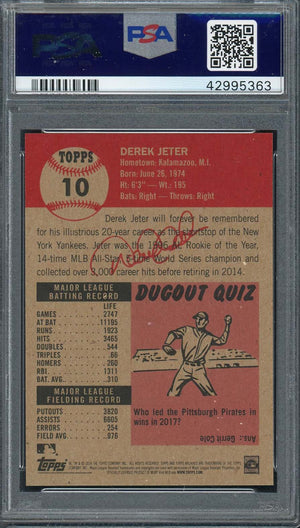 PSA
PSA
42995363
TOPPS
10
DEREK JETER
Hometown: Kalamazoo, M.I.
Born: June 26, 1974
Ht: 6'3" — Wt: 195
Bats: Right — Throws: Right
Derek Jeter will forever be remembered
for his illustrious 20-year career as the shortstop of the
New York Yankees. Jeter was the 1996 Rookie of the Year,
14-time MLB All-Star, 5-time World Series champion and
collected over 3,000 career hits before retiring in 2014.
MAJOR LEAGUE
BATTING RECORD
LIFE
GAMES 2747
AT BAT 11195
RUNS 1923
HITS 3465
DOUBLES 544
TRIPLES 66
HOMERS 260
RBI 1311
BAT. AVG. .310
MAJOR LEAGUE
FIELDING RECORD
PUTOUTS 3820
ASSISTS 6605
ERRORS 254
FIELD AVG .976
DUGOUT QUIZ
Who led the Pittsburgh Pirates in
wins in 2017?
Ans: Gerrit Cole
Topps